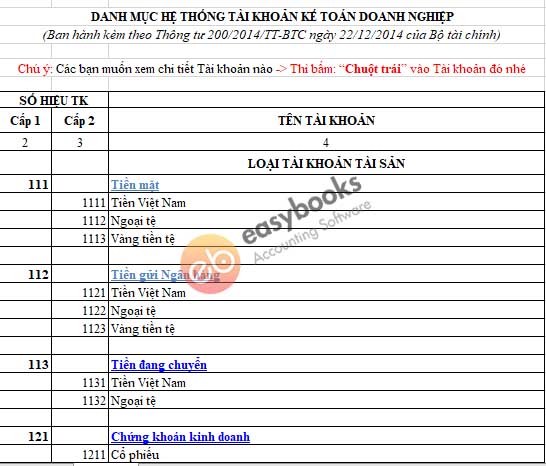 DANH MỤC HỆ THỐNG TÀI KHOẢN KẾ TOÁN DOANH NGHIỆP
(Ban hành kèm theo Thông tư 200/2014/TT-BTC ngày 22/12/2014 của Bộ tài chính)
Chú ý: Các bạn muốn xem chi tiết Tài khoản nào -> Thì bấm: “Chuột trái” vào Tài khoản đó nhé
SỐ HIỆU TK
Cấp 1 Cấp 2 TÊN TÀI KHOẢN
2 3 4
LOẠI TÀI KHOẢN TÀI SẢN
111 Tiền mặt
1111 Tiền Việt Nam
1112 Ngoại tệ
1113 Vàng tiền tệ
112 Tiền gửi Ngân hàng
1121 Tiền Việt Nam
1122 Ngoại tệ
1123 Vàng tiền tệ
113 Tiền đang chuyển
1131 Tiền Việt Nam
1132 Ngoại tệ
121 Chứng khoán kinh doanh
1211 Cổ phiếu
eb easybooks
Accounting Software